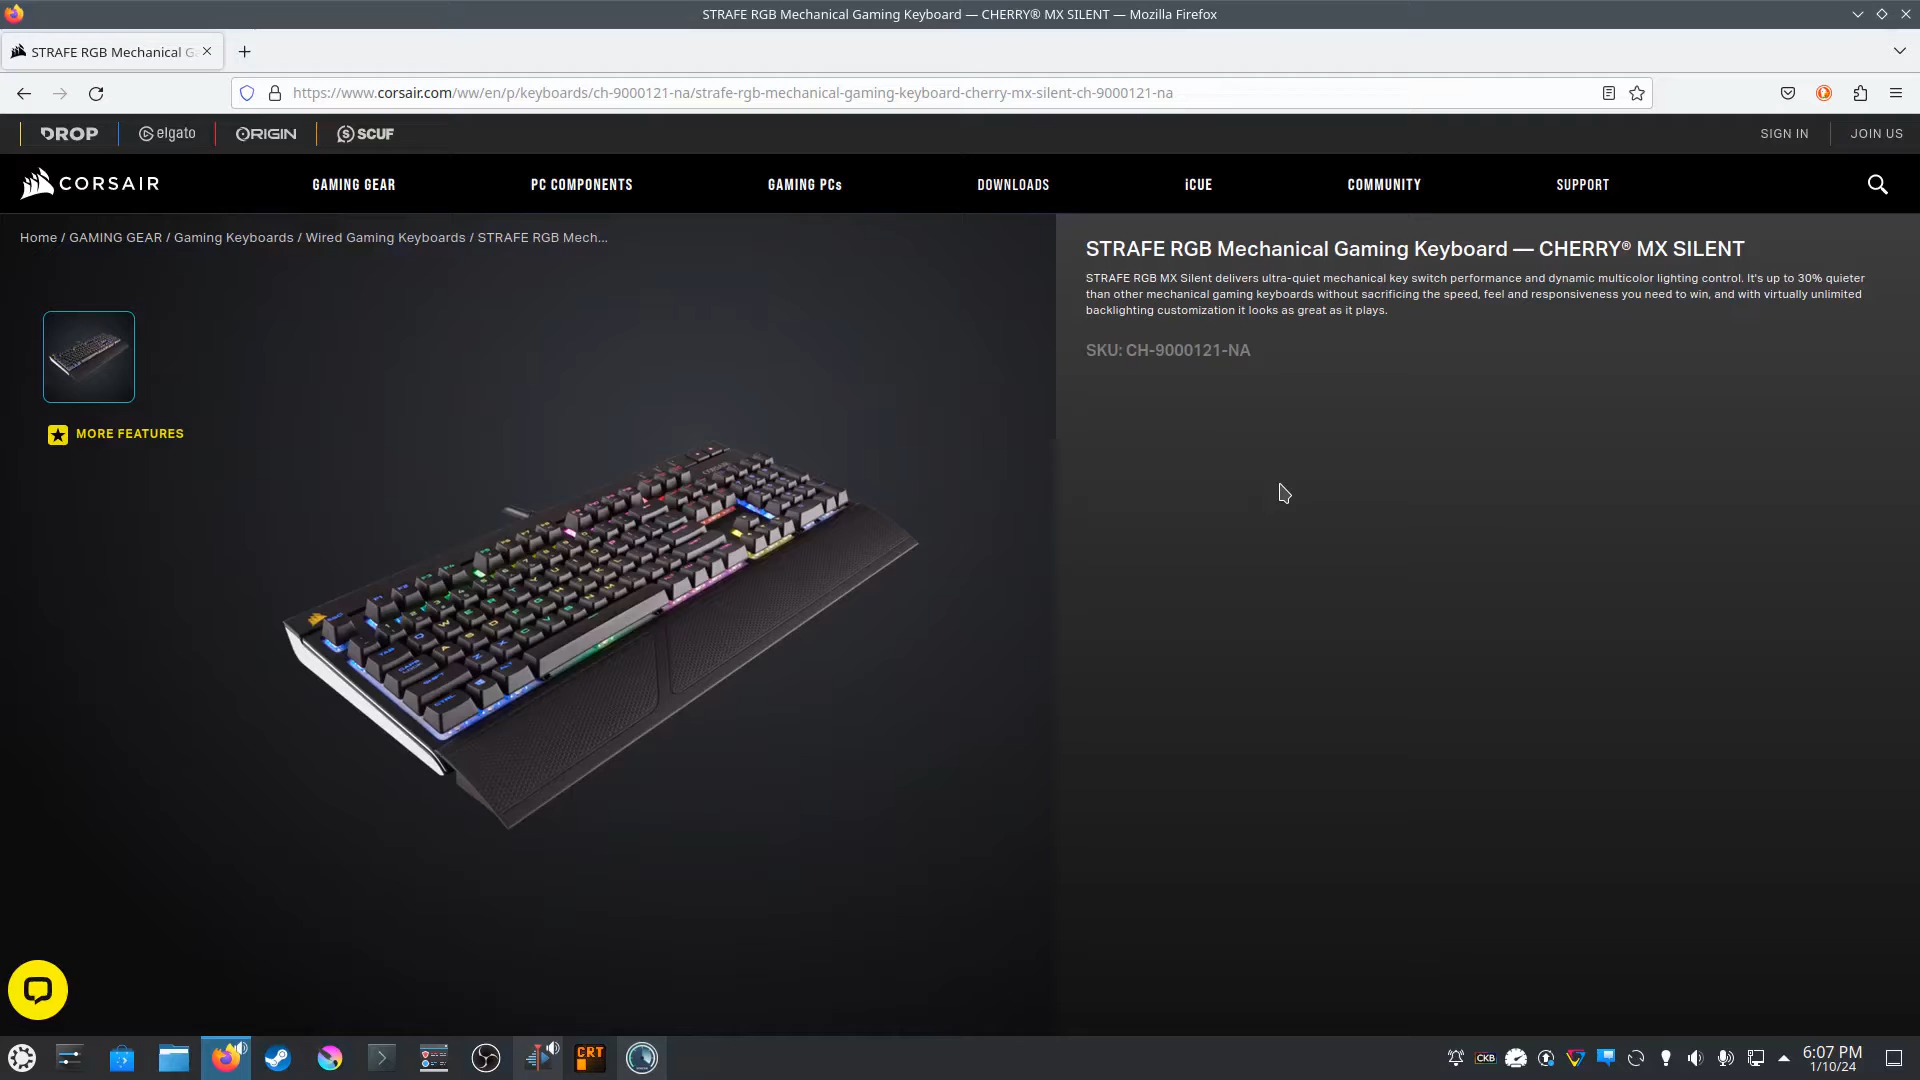 STRAFE RGB Mechanical Gaming Keyboard — CHERRY® MX SILENT — Mozilla Firefox
STRAFE RGB Mechanical G
https://www.corsair.com/ww/en/p/keyboards/ch-9000121-na/strafe-rgb-mechanical-gaming-keyboard-cherry-mx-silent-ch-9000121-na
DROP elgato ORIGIN SCUF SIGN IN JOIN US
CORSAIR GAMING GEAR PC COMPONENTS GAMING PCs DOWNLOADS iCUE COMMUNITY SUPPORT
Home / GAMING GEAR / Gaming Keyboards / Wired Gaming Keyboards / STRAFE RGB Mech...
STRAFE RGB Mechanical Gaming Keyboard — CHERRY® MX SILENT
STRAFE RGB MX Silent delivers ultra-quiet mechanical key switch performance and dynamic multicolor lighting control. It's up to 30% quieter
than other mechanical gaming keyboards without sacrificing the speed, feel and responsiveness you need to win, and with virtually unlimited
backlighting customization it looks as great as it plays.
SKU: CH-9000121-NA
MORE FEATURES
CRT
CKB
6:07 PM
1/10/24